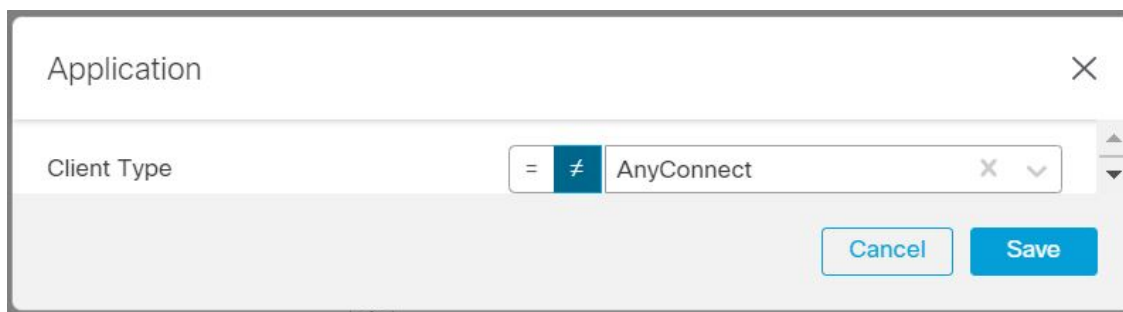 Application
Client Type = ≠ AnyConnect
Cancel Save